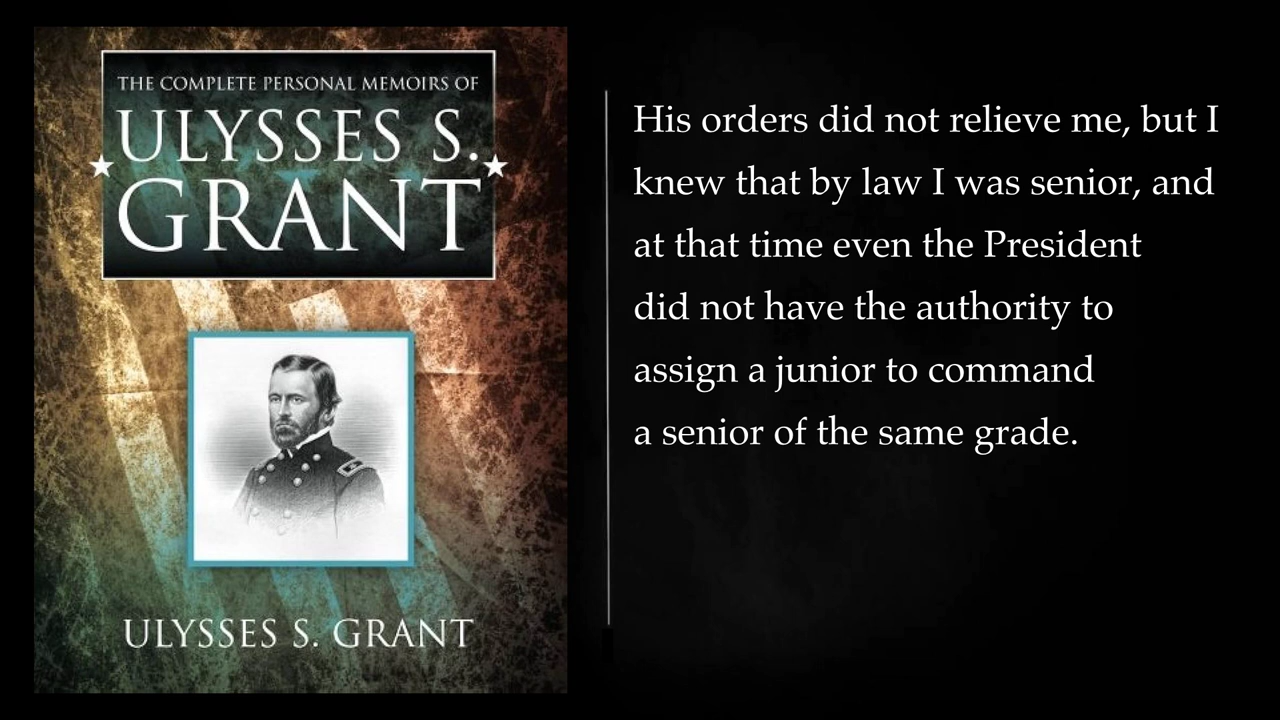 THE COMPLETE PERSONAL MEMOIRS OF
ULYSSES S.
GRANT
ULYSSES S. GRANT
His orders did not relieve me, but I
knew that by law I was senior, and
at that time even the President
did not have the authority to
assign a junior to command
a senior of the same grade.